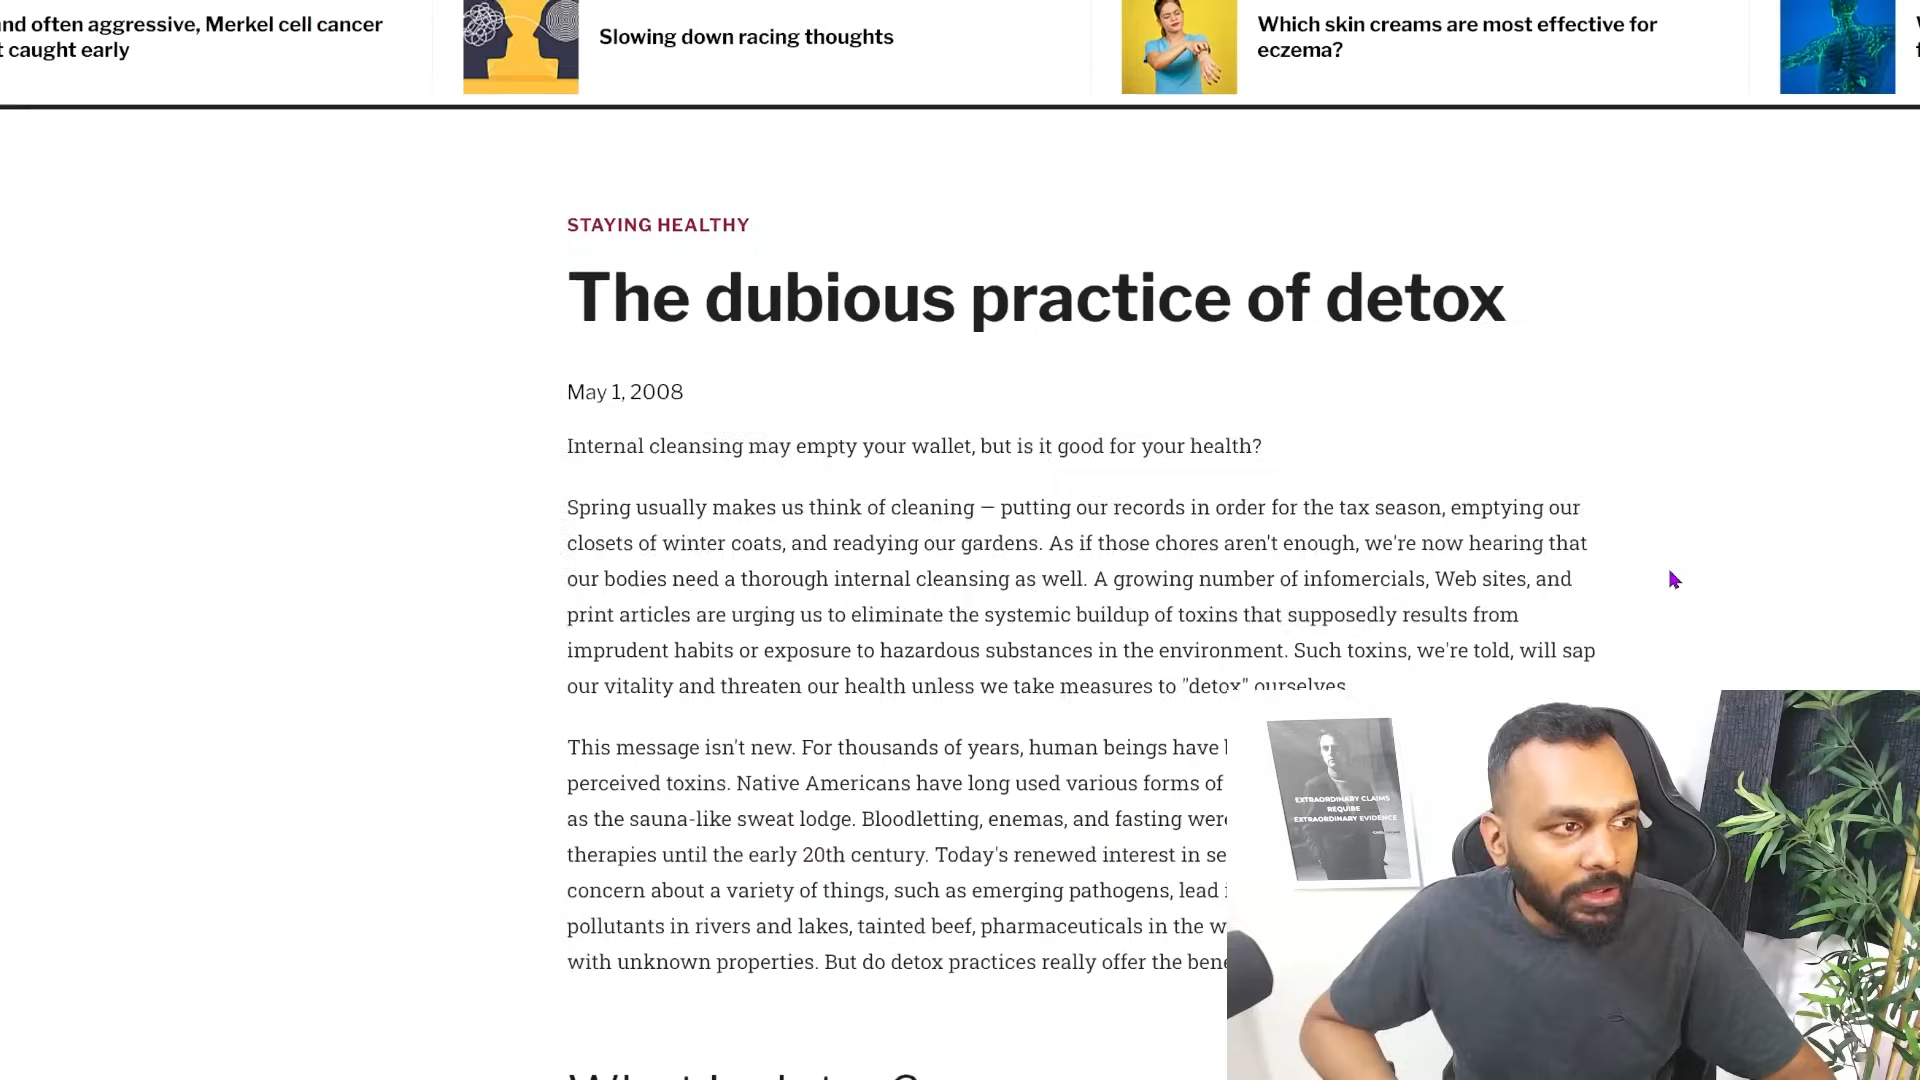 nd often aggressive, Merkel cell cancer
t caught early
Slowing down racing thoughts
Which skin creams are most effective for
eczema?
STAYING HEALTHY
The dubious practice of detox
May 1, 2008
Internal cleansing may empty your wallet, but is it good for your health?
Spring usually makes us think of cleaning — putting our records in order for the tax season, emptying our
closets of winter coats, and readying our gardens. As if those chores aren't enough, we're now hearing that
our bodies need a thorough internal cleansing as well. A growing number of infomercials, Web sites, and
print articles are urging us to eliminate the systemic buildup of toxins that supposedly results from
imprudent habits or exposure to hazardous substances in the environment. Such toxins, we're told, will sap
our vitality and threaten our health unless we take measures to "detox" ourselves.
This message isn't new. For thousands of years, human beings have
perceived toxins. Native Americans have long used various forms of
as the sauna-like sweat lodge. Bloodletting, enemas, and fasting were
therapies until the early 20th century. Today's renewed interest in se
concern about a variety of things, such as emerging pathogens, lead
pollutants in rivers and lakes, tainted beef, pharmaceuticals in the w
with unknown properties. But do detox practices really offer the bene
EXTRAORDINARY CLAIMS
REQUIRE
EXTRAORDINARY EVIDENCE